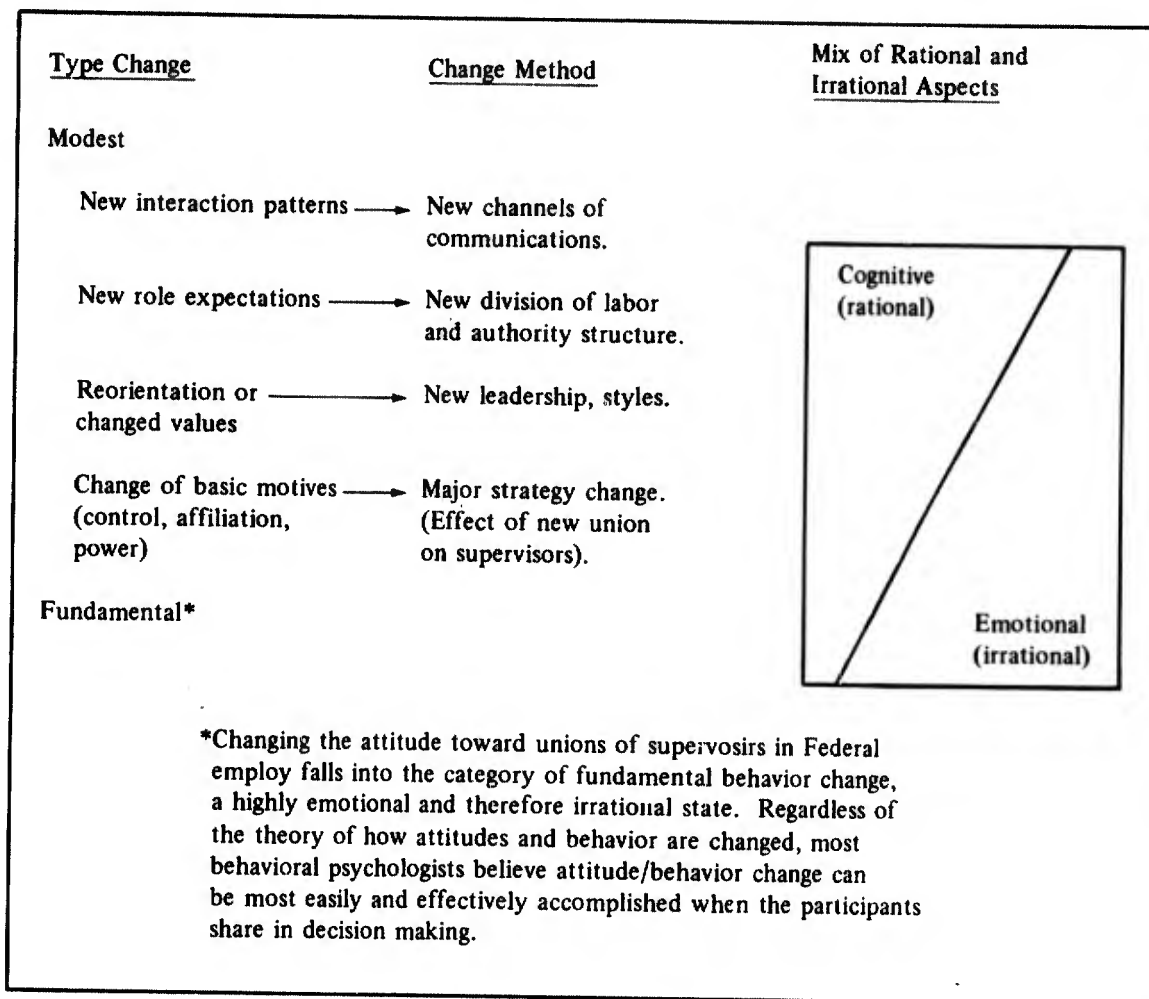 Type Change
Change Method
Mix of Rational and
Irrational Aspects
Modest
New interaction patterns → New channels of
communications.
New role expectations → New division of labor
and authority structure.
Reorientation or → New leadership, styles.
changed values
Change of basic motives → Major strategy change.
(control, affiliation, (Effect of new union
power) on supervisors).
Fundamental*
Cognitive
(rational)
Emotional
(irrational)
*Changing the attitude toward unions of supervosirs in Federal
employ falls into the category of fundamental behavior change,
a highly emotional and therefore irrational state. Regardless of
the theory of how attitudes and behavior are changed, most
behavioral psychologists believe attitude/behavior change can
be most easily and effectively accomplished when the participants
share in decision making.